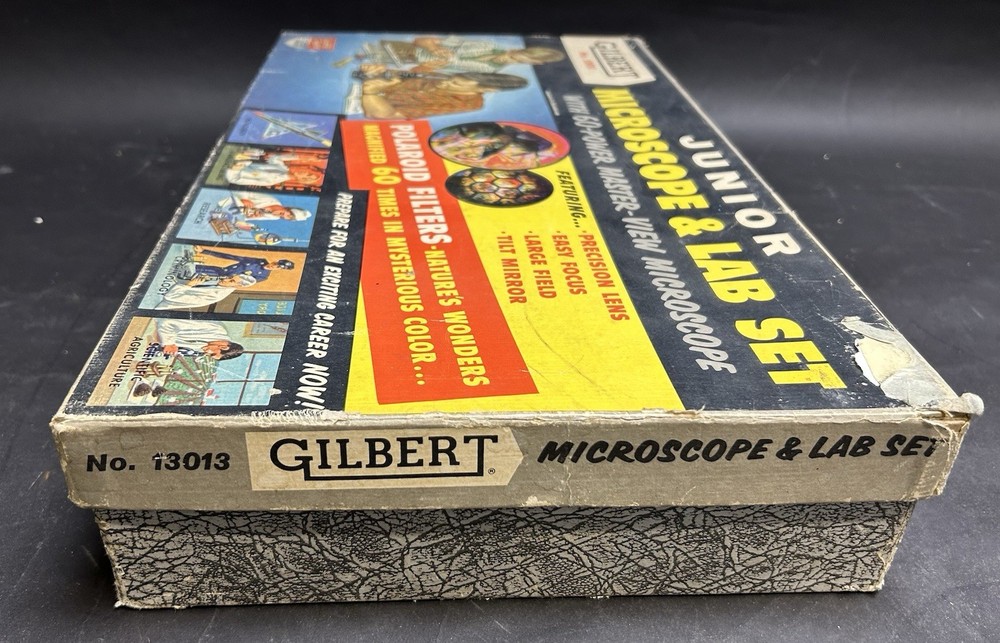 GILBERT
JUNIOR
MICROSCOPE & LAB SET
WITH 60-POWER MASTER-VIEW MICROSCOPE
FEATURING...
• PRECISION LENS
• EASY FOCUS
• LARGE FIELD
• TILT MIRROR
POLAROID FILTERS • NATURE'S WONDERS
MAGNIFIED 60 TIMES IN MYSTERIOUS COLOR...
PREPARE FOR AN EXCITING CAREER NOW!
RESEARCH
AGRICULTURE
No. 13013
GILBERT®
MICROSCOPE & LAB SET